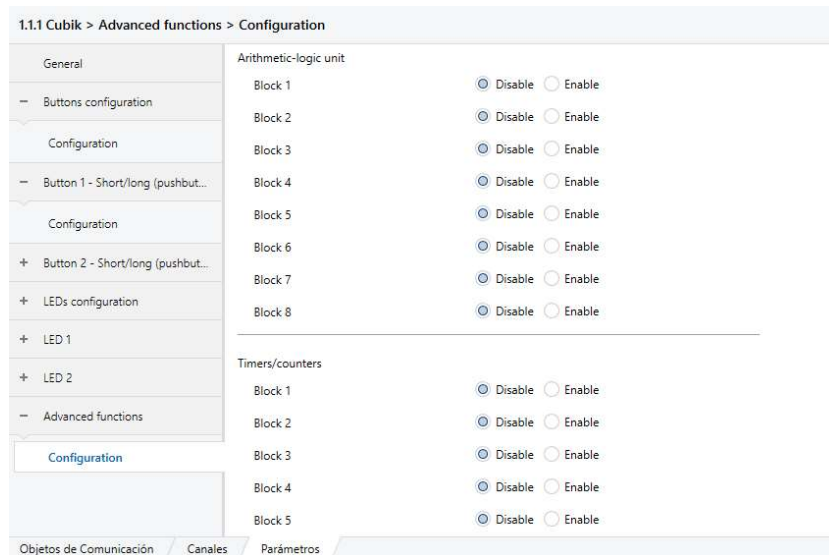 1.1.1 Cubik > Advanced functions > Configuration
General
− Buttons configuration
Configuration
− Button 1 - Short/long (pushbut...
Configuration
+ Button 2 - Short/long (pushbut...
+ LEDs configuration
+ LED 1
+ LED 2
− Advanced functions
Configuration
Arithmetic-logic unit
Block 1 Disable Enable
Block 2 Disable Enable
Block 3 Disable Enable
Block 4 Disable Enable
Block 5 Disable Enable
Block 6 Disable Enable
Block 7 Disable Enable
Block 8 Disable Enable
Timers/counters
Block 1 Disable Enable
Block 2 Disable Enable
Block 3 Disable Enable
Block 4 Disable Enable
Block 5 Disable Enable
Objetos de Comunicación Canales Parámetros